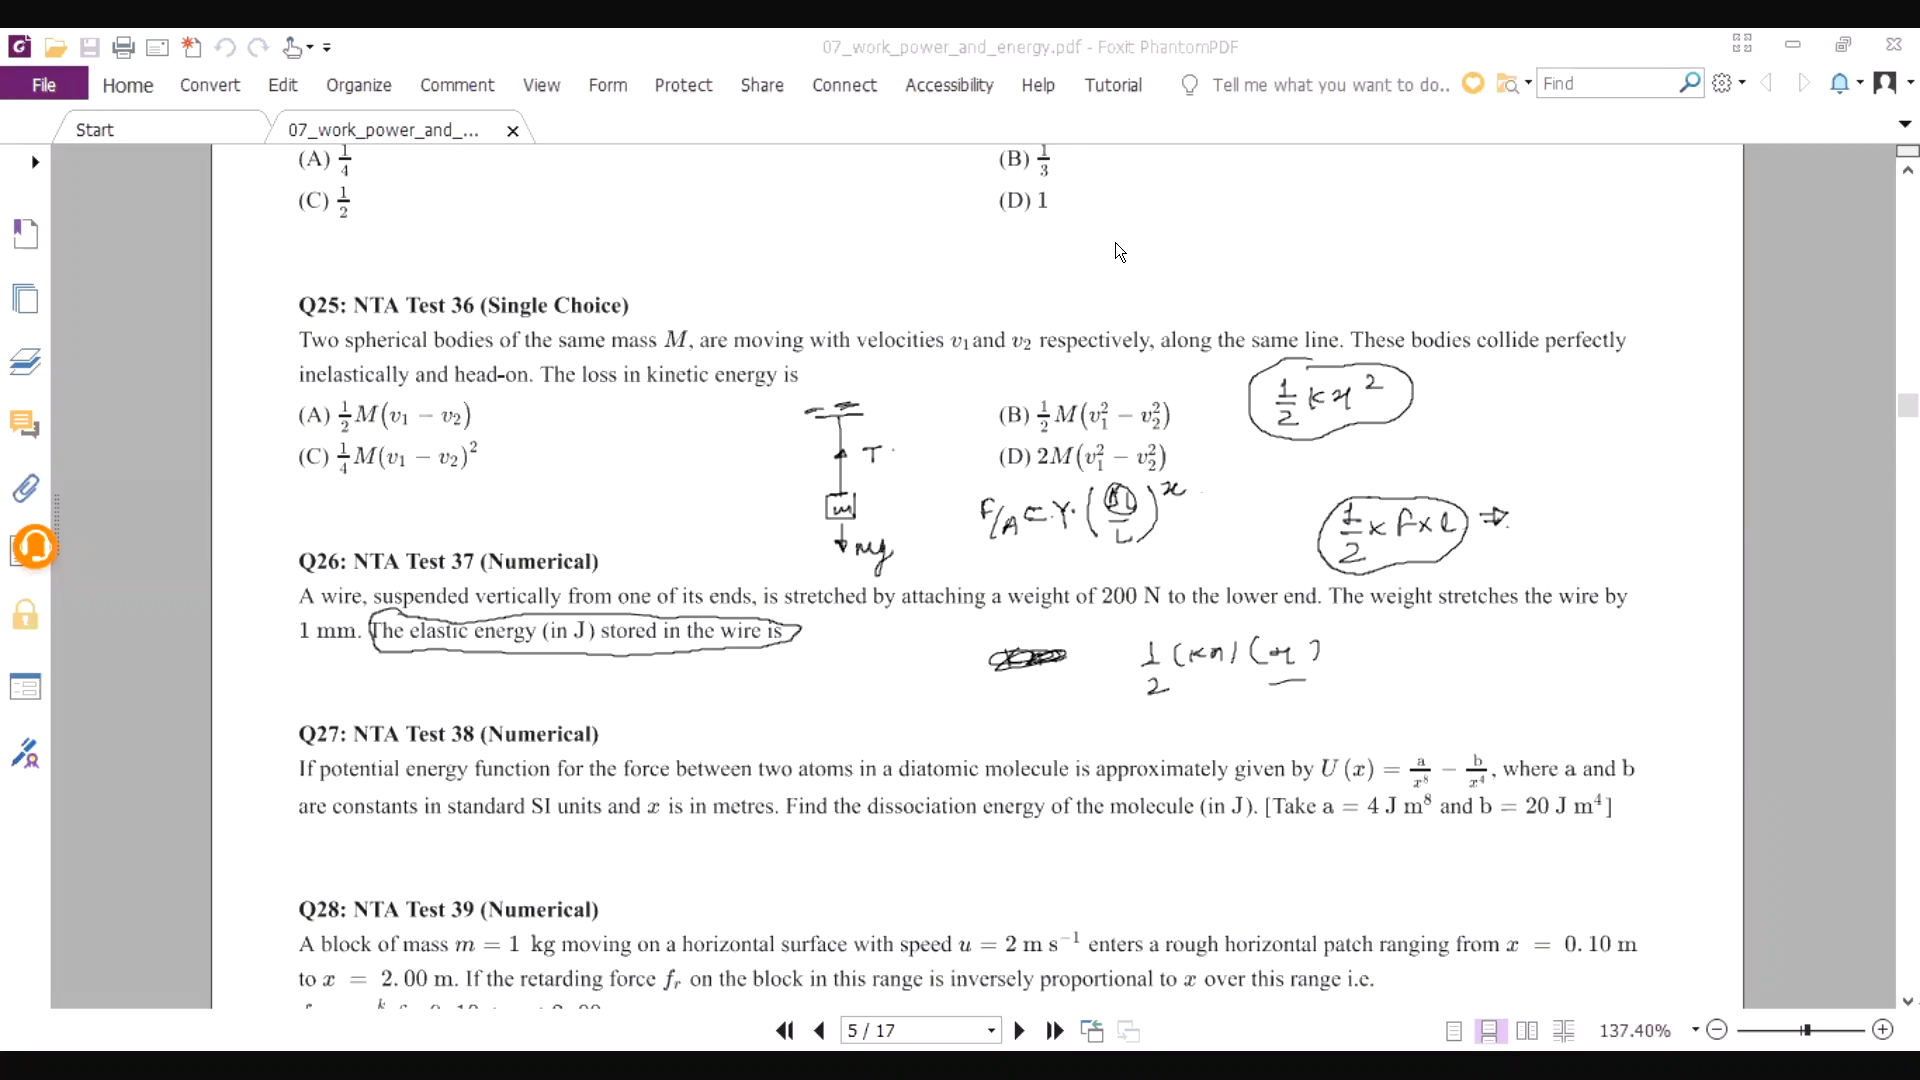 07_work_power_and_energy.pdf - Foxit PhantomPDF
File Home Convert Edit Organize Comment View Form Protect Share Connect Accessibility Help Tutorial Tell me what you want to do.. Find
Start 07_work_power_and_...
(A) 1/4 (B) 1/3
(C) 1/2 (D) 1
Q25: NTA Test 36 (Single Choice)
Two spherical bodies of the same mass M, are moving with velocities v₁ and v₂ respectively, along the same line. These bodies collide perfectly
inelastically and head-on. The loss in kinetic energy is
1/2 kx²
(A) 1/2 M(v₁ − v₂) (B) 1/2 M(v₁² − v₂²)
(C) 1/4 M(v₁ − v₂)² (D) 2M(v₁² − v₂²)
T
m
mg
F/A = Y. (Δl/L) x
1/2 x F x l ⇒
Q26: NTA Test 37 (Numerical)
A wire, suspended vertically from one of its ends, is stretched by attaching a weight of 200 N to the lower end. The weight stretches the wire by
1 mm. The elastic energy (in J) stored in the wire is
1/2 (kx) (x)
Q27: NTA Test 38 (Numerical)
If potential energy function for the force between two atoms in a diatomic molecule is approximately given by U (x) = a/x⁸ − b/x⁴, where a and b
are constants in standard SI units and x is in metres. Find the dissociation energy of the molecule (in J). [Take a = 4 J m⁸ and b = 20 J m⁴]
Q28: NTA Test 39 (Numerical)
A block of mass m = 1 kg moving on a horizontal surface with speed u = 2 m s⁻¹ enters a rough horizontal patch ranging from x = 0.10 m
to x = 2.00 m. If the retarding force fᵣ on the block in this range is inversely proportional to x over this range i.e.
5 / 17 137.40%